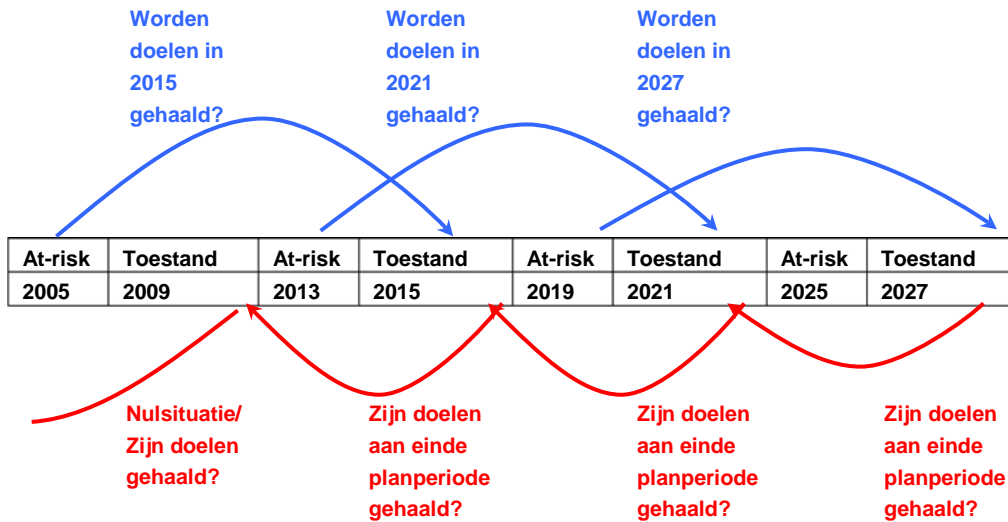 Worden
doelen in
2015
gehaald?
Worden
doelen in
2021
gehaald?
Worden
doelen in
2027
gehaald?
At-risk Toestand At-risk Toestand At-risk Toestand At-risk Toestand
2005 2009 2013 2015 2019 2021 2025 2027
Nulsituatie/
Zijn doelen
gehaald?
Zijn doelen
aan einde
planperiode
gehaald?
Zijn doelen
aan einde
planperiode
gehaald?
Zijn doelen
aan einde
planperiode
gehaald?